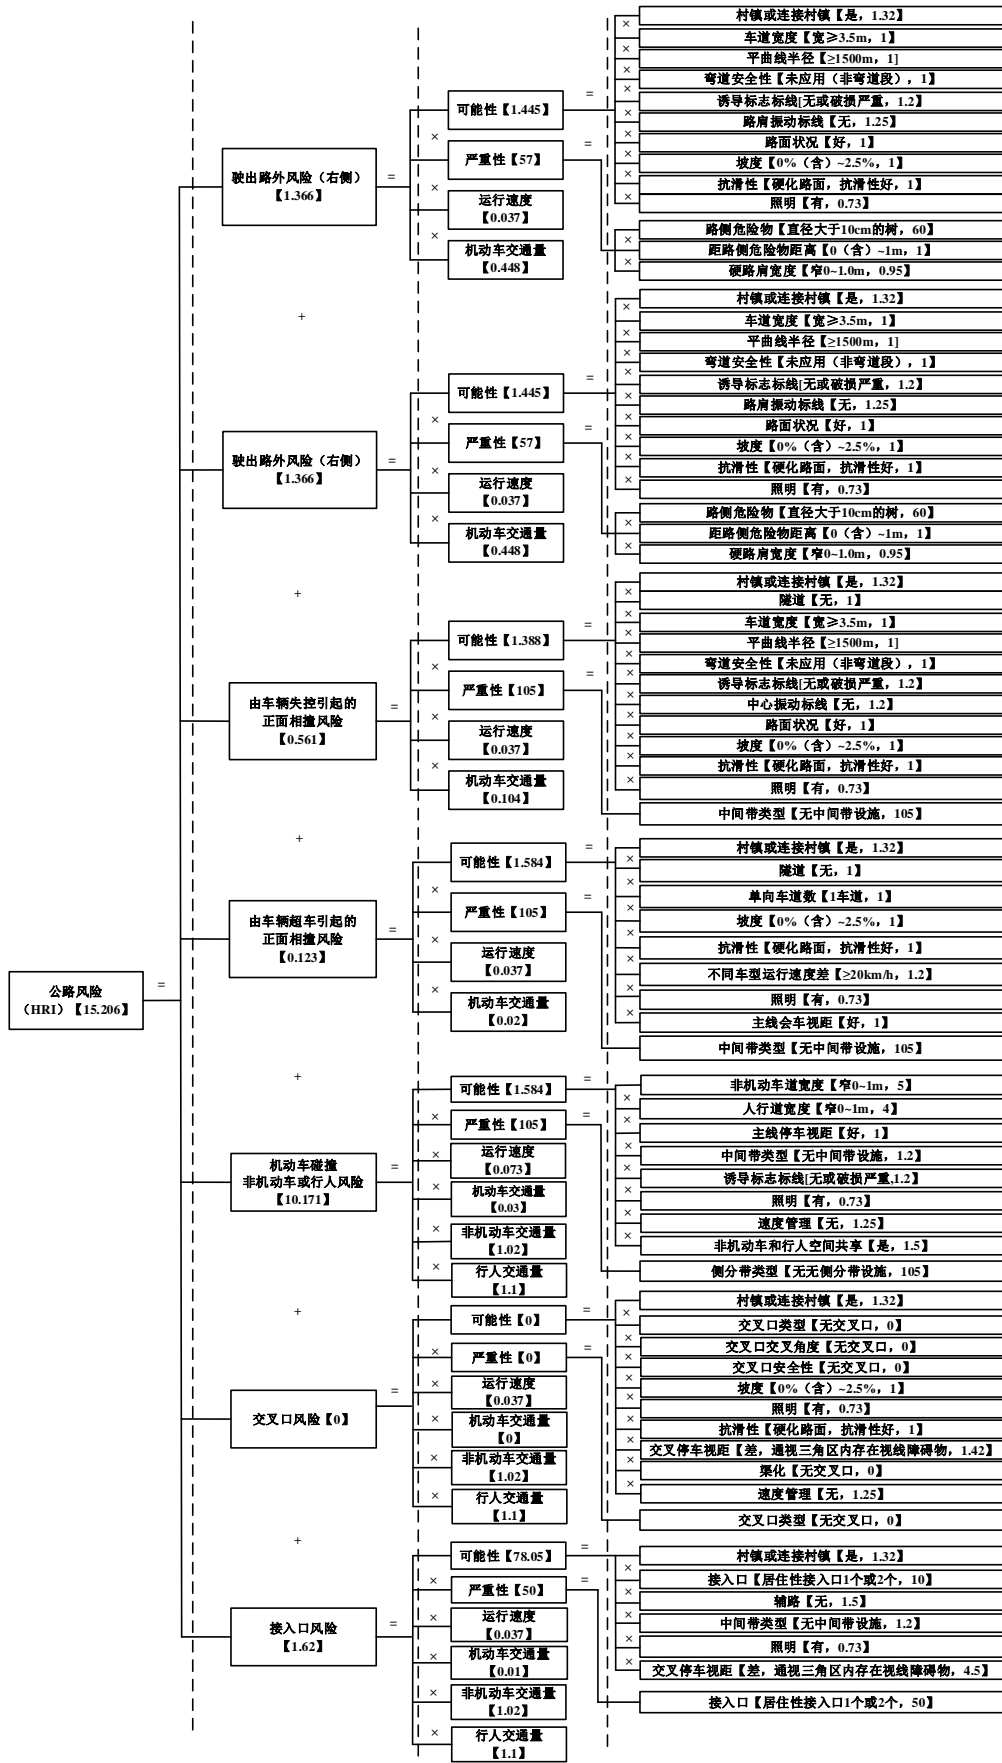 公路风险
（HRI）【15.206】
=
驶出路外风险（右侧）
【1.366】
=
可能性【1.445】
=
村镇或连接村镇【是，1.32】
车道宽度【宽≥3.5m，1】
平曲线半径【≥1500m，1]
弯道安全性【未应用（非弯道段），1】
诱导标志标线[无或破损严重，1.2】
路肩振动标线【无，1.25】
路面状况【好，1】
坡度【0%（含）~2.5%，1】
抗滑性【硬化路面，抗滑性好，1】
照明【有，0.73】
×
严重性【57】
=
路侧危险物【直径大于10cm的树，60】
距路侧危险物距离【0（含）~1m，1】
硬路肩宽度【窄0~1.0m，0.95】
×
运行速度
【0.037】
×
机动车交通量
【0.448】
+
驶出路外风险（右侧）
【1.366】
=
可能性【1.445】
=
村镇或连接村镇【是，1.32】
车道宽度【宽≥3.5m，1】
平曲线半径【≥1500m，1]
弯道安全性【未应用（非弯道段），1】
诱导标志标线[无或破损严重，1.2】
路肩振动标线【无，1.25】
路面状况【好，1】
坡度【0%（含）~2.5%，1】
抗滑性【硬化路面，抗滑性好，1】
照明【有，0.73】
×
严重性【57】
=
路侧危险物【直径大于10cm的树，60】
距路侧危险物距离【0（含）~1m，1】
硬路肩宽度【窄0~1.0m，0.95】
×
运行速度
【0.037】
×
机动车交通量
【0.448】
+
由车辆失控引起的
正面相撞风险
【0.561】
=
可能性【1.388】
=
村镇或连接村镇【是，1.32】
隧道【无，1】
车道宽度【宽≥3.5m，1】
平曲线半径【≥1500m，1]
弯道安全性【未应用（非弯道段），1】
诱导标志标线[无或破损严重，1.2】
中心振动标线【无，1.2】
路面状况【好，1】
坡度【0%（含）~2.5%，1】
抗滑性【硬化路面，抗滑性好，1】
照明【有，0.73】
×
严重性【105】
=
中间带类型【无中间带设施，105】
×
运行速度
【0.037】
×
机动车交通量
【0.104】
+
由车辆超车引起的
正面相撞风险
【0.123】
=
可能性【1.584】
=
村镇或连接村镇【是，1.32】
隧道【无，1】
单向车道数【1车道，1】
坡度【0%（含）~2.5%，1】
抗滑性【硬化路面，抗滑性好，1】
不同车型运行速度差【≥20km/h，1.2】
照明【有，0.73】
主线会车视距【好，1】
×
严重性【105】
=
中间带类型【无中间带设施，105】
×
运行速度
【0.037】
×
机动车交通量
【0.02】
+
机动车碰撞
非机动车或行人风险
【10.171】
=
可能性【1.584】
=
非机动车道宽度【窄0~1m，5】
人行道宽度【窄0~1m，4】
主线停车视距【好，1】
中间带类型【无中间带设施，1.2】
诱导标志标线[无或破损严重,1.2】
照明【有，0.73】
速度管理【无，1.25】
非机动车和行人空间共享【是，1.5】
×
严重性【105】
=
侧分带类型【无无侧分带设施，105】
×
运行速度
【0.073】
×
机动车交通量
【0.03】
×
非机动车交通量
【1.02】
×
行人交通量
【1.1】
+
交叉口风险【0】
=
可能性【0】
=
村镇或连接村镇【是，1.32】
交叉口类型【无交叉口，0】
交叉口交叉角度【无交叉口，0】
交叉口安全性【无交叉口，0】
坡度【0%（含）~2.5%，1】
照明【有，0.73】
抗滑性【硬化路面，抗滑性好，1】
交叉停车视距【差，通视三角区内存在视线障碍物，1.42】
渠化【无交叉口，0】
速度管理【无，1.25】
×
严重性【0】
=
交叉口类型【无交叉口，0】
×
运行速度
【0.037】
×
机动车交通量
【0】
×
非机动车交通量
【1.02】
×
行人交通量
【1.1】
+
接入口风险
【1.62】
=
可能性【78.05】
=
村镇或连接村镇【是，1.32】
接入口【居住性接入口1个或2个，10】
辅路【无，1.5】
中间带类型【无中间带设施，1.2】
照明【有，0.73】
交叉停车视距【差，通视三角区内存在视线障碍物，4.5】
×
严重性【50】
=
接入口【居住性接入口1个或2个，50】
×
运行速度
【0.037】
×
机动车交通量
【0.01】
×
非机动车交通量
【1.02】
×
行人交通量
【1.1】